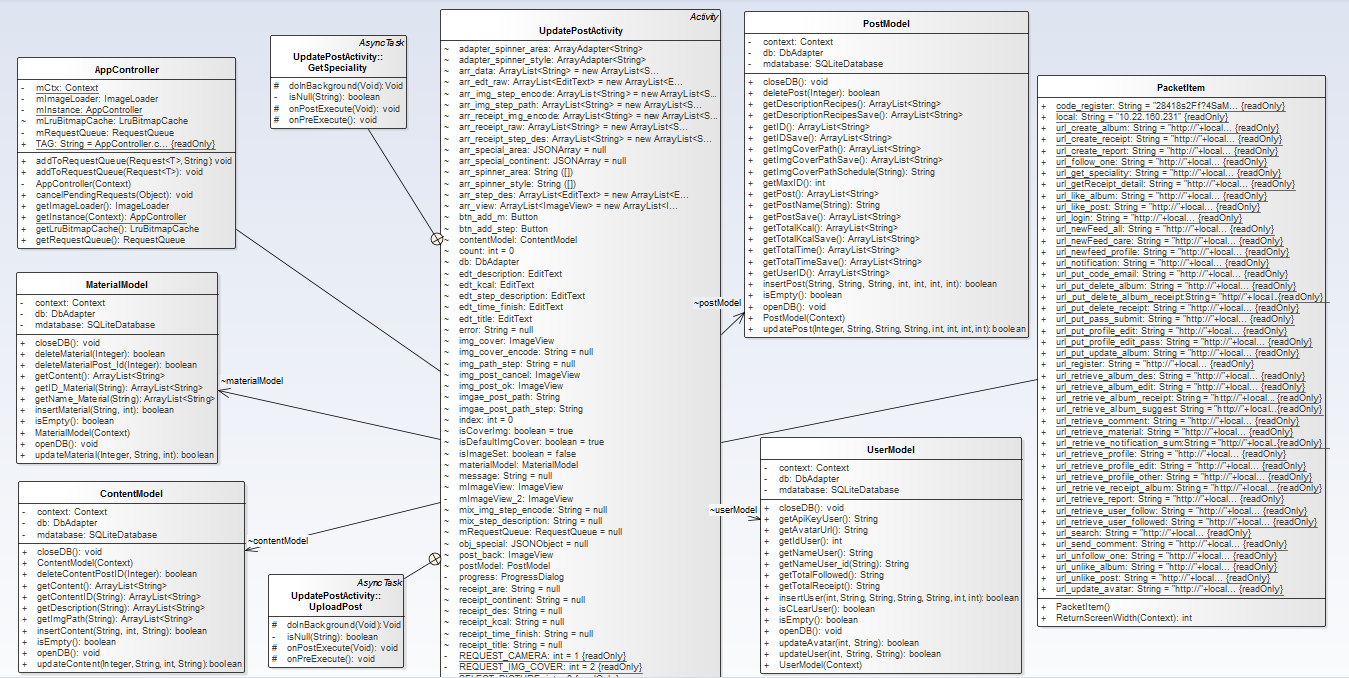 AppController
- mCtx: Context
- mImageLoader: ImageLoader
- mInstance: AppController
~ mLruBitmapCache: LruBitmapCache
- mRequestQueue: RequestQueue
+ TAG: String = AppController.c... {readOnly}
+ addToRequestQueue(Request<T>, String) void
+ addToRequestQueue(Request<T>): void
- AppController(Context)
+ cancelPendingRequests(Object): void
+ getImageLoader(): ImageLoader
+ getInstance(Context): AppController
+ getLruBitmapCache(): LruBitmapCache
+ getRequestQueue(): RequestQueue
MaterialModel
- context: Context
- db: DbAdapter
- mdatabase: SQLiteDatabase
+ closeDB(): void
+ deleteMaterial(Integer): boolean
+ deleteMaterialPost_Id(Integer): boolean
+ getContent(): ArrayList<String>
+ getID_Material(String): ArrayList<String>
+ getName_Material(String): ArrayList<String>
+ insertMaterial(String, int): boolean
+ isEmpty(): boolean
+ MaterialModel(Context)
+ openDB(): void
+ updateMaterial(Integer, String, int): boolean
~materialModel
ContentModel
- context: Context
- db: DbAdapter
- mdatabase: SQLiteDatabase
+ closeDB(): void
+ ContentModel(Context)
+ deleteContentPostID(Integer): boolean
+ getContent(): ArrayList<String>
+ getContentID(String): ArrayList<String>
+ getDescription(String): ArrayList<String>
+ getImgPath(String): ArrayList<String>
+ insertContent(String, int, String): boolean
+ isEmpty(): boolean
+ openDB(): void
+ updateContent(Integer, String, int, String): boolean
~contentModel
AsyncTask
UpdatePostActivity::
GetSpeciality
# doInBackground(Void): Void
- isNull(String): boolean
# onPostExecute(Void): void
# onPreExecute(): void
AsyncTask
UpdatePostActivity::
UploadPost
# doInBackground(Void): Void
- isNull(String): boolean
# onPostExecute(Void): void
# onPreExecute(): void
Activity
UpdatePostActivity
~ adapter_spinner_area: ArrayAdapter<String>
~ adapter_spinner_style: ArrayAdapter<String>
~ arr_data: ArrayList<String> = new ArrayList<S...
~ arr_edt_raw: ArrayList<EditText> = new ArrayList<E...
~ arr_img_step_encode: ArrayList<String> = new ArrayList<S...
~ arr_img_step_path: ArrayList<String> = new ArrayList<S...
~ arr_receipt_img_encode: ArrayList<String> = new ArrayList<S...
~ arr_receipt_raw: ArrayList<String> = new ArrayList<S...
~ arr_receipt_step_des: ArrayList<String> = new ArrayList<S...
~ arr_special_area: JSONArray = null
~ arr_special_continent: JSONArray = null
~ arr_spinner_area: String ([])
~ arr_spinner_style: String ([])
~ arr_step_des: ArrayList<EditText> = new ArrayList<E...
~ arr_view: ArrayList<ImageView> = new ArrayList<I...
~ btn_add_m: Button
~ btn_add_step: Button
~ contentModel: ContentModel
~ count: int = 0
~ db: DbAdapter
~ edt_description: EditText
~ edt_kcal: EditText
~ edt_step_description: EditText
~ edt_time_finish: EditText
~ edt_title: EditText
~ error: String = null
~ img_cover: ImageView
~ img_cover_encode: String = null
~ img_path_step: String = null
~ img_post_cancel: ImageView
~ img_post_ok: ImageView
~ imgae_post_path: String
~ imgae_post_path_step: String
~ index: int = 0
~ isCoverImg: boolean = true
~ isDefaultImgCover: boolean = true
~ isImageSet: boolean = false
~ materialModel: MaterialModel
~ message: String = null
~ mImageView: ImageView
- mImageView_2: ImageView
~ mix_img_step_encode: String = null
~ mix_step_description: String = null
~ mRequestQueue: RequestQueue = null
~ obj_special: JSONObject = null
~ post_back: ImageView
~ postModel: PostModel
- progress: ProgressDialog
~ receipt_are: String = null
~ receipt_continent: String = null
~ receipt_des: String = null
~ receipt_kcal: String = null
~ receipt_time_finish: String = null
~ receipt_title: String = null
- REQUEST_CAMERA: int = 1 {readOnly}
- REQUEST_IMG_COVER: int = 2 {readOnly}
PostModel
- context: Context
- db: DbAdapter
- mdatabase: SQLiteDatabase
+ closeDB(): void
+ deletePost(Integer): boolean
+ getDescriptionRecipes(): ArrayList<String>
+ getDescriptionRecipesSave(): ArrayList<String>
+ getID(): ArrayList<String>
+ getIDSave(): ArrayList<String>
+ getImgCoverPath(): ArrayList<String>
+ getImgCoverPathSave(): ArrayList<String>
+ getImgCoverPathSchedule(String): String
+ getMaxID(): int
+ getPost(): ArrayList<String>
+ getPostName(String): String
+ getPostSave(): ArrayList<String>
+ getTotalKcal(): ArrayList<String>
+ getTotalKcalSave(): ArrayList<String>
+ getTotalTime(): ArrayList<String>
+ getTotalTimeSave(): ArrayList<String>
+ getUserID(): ArrayList<String>
+ insertPost(String, String, String, int, int, int, int): boolean
+ isEmpty(): boolean
+ openDB(): void
+ PostModel(Context)
+ updatePost(Integer, String, String, String, int, int, int, int): boolean
~postModel
UserModel
- context: Context
- db: DbAdapter
- mdatabase: SQLiteDatabase
+ closeDB(): void
+ getApiKeyUser(): String
+ getAvatarUrl(): String
+ getIdUser(): int
+ getNameUser(): String
+ getNameUser_id(String): String
+ getTotalFollowed(): String
+ getTotalReceipt(): String
+ insertUser(int, String, String, String, String, int, int): boolean
+ isCLearUser(): boolean
+ isEmpty(): boolean
+ openDB(): void
+ updateAvatar(int, String): boolean
+ updateUser(int, String, String): boolean
+ UserModel(Context)
~userModel
PacketItem
+ code_register: String = "28418s2Ff?4SaM... {readOnly}
+ local: String = "10.22.160.231" {readOnly}
+ url_create_album: String = "http://"+local... {readOnly}
+ url_create_receipt: String = "http://"+local... {readOnly}
+ url_create_report: String = "http://"+local... {readOnly}
+ url_follow_one: String = "http://"+local... {readOnly}
+ url_get_speciality: String = "http://"+local... {readOnly}
+ url_getReceipt_detail: String = "http://"+local... {readOnly}
+ url_like_album: String = "http://"+local... {readOnly}
+ url_like_post: String = "http://"+local... {readOnly}
+ url_login: String = "http://"+local... {readOnly}
+ url_newFeed_all: String = "http://"+local... {readOnly}
+ url_newFeed_care: String = "http://"+local... {readOnly}
+ url_newfeed_profile: String = "http://"+local... {readOnly}
+ url_notification: String = "http://"+local... {readOnly}
+ url_put_code_email: String = "http://"+local... {readOnly}
+ url_put_delete_album: String = "http://"+local... {readOnly}
+ url_put_delete_album_receipt:String = "http://"+local...{readOnly}
+ url_put_delete_receipt: String = "http://"+local... {readOnly}
+ url_put_pass_submit: String = "http://"+local... {readOnly}
+ url_put_profile_edit: String = "http://"+local... {readOnly}
+ url_put_profile_edit_pass: String = "http://"+local... {readOnly}
+ url_put_update_album: String = "http://"+local... {readOnly}
+ url_register: String = "http://"+local... {readOnly}
+ url_retrieve_album_des: String = "http://"+local... {readOnly}
+ url_retrieve_album_edit: String = "http://"+local... {readOnly}
+ url_retrieve_album_receipt: String = "http://"+local... {readOnly}
+ url_retrieve_album_suggest: String = "http://"+local... {readOnly}
+ url_retrieve_comment: String = "http://"+local... {readOnly}
+ url_retrieve_material: String = "http://"+local... {readOnly}
+ url_retrieve_notification_sum:String = "http://"+local...{readOnly}
+ url_retrieve_profile: String = "http://"+local... {readOnly}
+ url_retrieve_profile_edit: String = "http://"+local... {readOnly}
+ url_retrieve_profile_other: String = "http://"+local... {readOnly}
+ url_retrieve_receipt_album: String = "http://"+local... {readOnly}
+ url_retrieve_report: String = "http://"+local... {readOnly}
+ url_retrieve_user_follow: String = "http://"+local... {readOnly}
+ url_retrieve_user_followed: String = "http://"+local... {readOnly}
+ url_search: String = "http://"+local... {readOnly}
+ url_send_comment: String = "http://"+local... {readOnly}
+ url_unfollow_one: String = "http://"+local... {readOnly}
+ url_unlike_album: String = "http://"+local... {readOnly}
+ url_unlike_post: String = "http://"+local... {readOnly}
+ url_update_avatar: String = "http://"+local... {readOnly}
+ PacketItem()
+ ReturnScreenWidth(Context): int